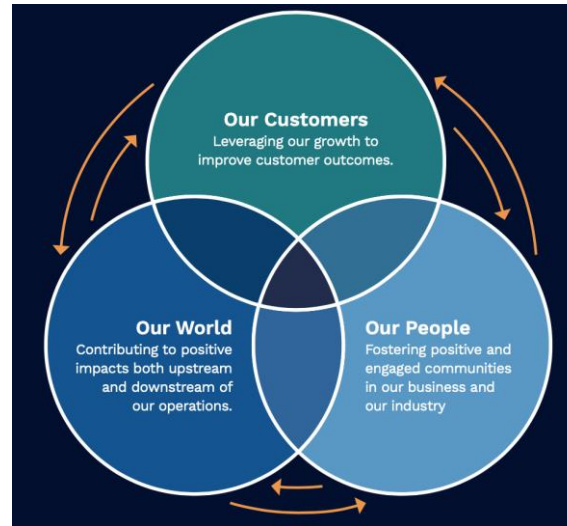 Our Customers
Leveraging our growth to
improve customer outcomes.
Our World
Contributing to positive
impacts both upstream
and downstream of
our operations.
Our People
Fostering positive and
engaged communities
in our business and
our industry